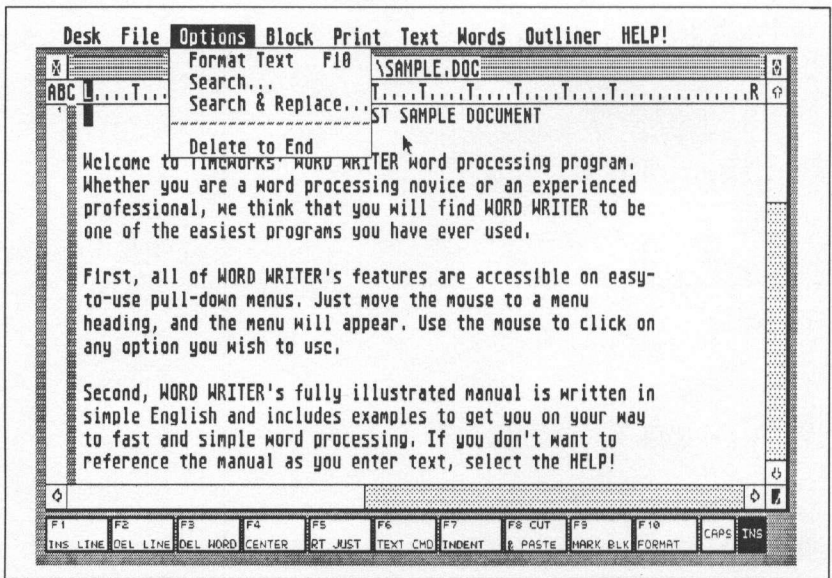 Desk File Options Block Print Text Words Outliner HELP!
Format Text F10
Search...
Search & Replace...
Delete to End
\SAMPLE.DOC
ABC L....T... T....T....T....T....T..............R
1
ST SAMPLE DOCUMENT
Welcome to Timeworks' WORD WRITER word processing program.
Whether you are a word processing novice or an experienced
professional, we think that you will find WORD WRITER to be
one of the easiest programs you have ever used.
First, all of WORD WRITER's features are accessible on easy-
to-use pull-down menus. Just move the mouse to a menu
heading, and the menu will appear. Use the mouse to click on
any option you wish to use.
Second, WORD WRITER's fully illustrated manual is written in
simple English and includes examples to get you on your way
to fast and simple word processing. If you don't want to
reference the manual as you enter text, select the HELP!
F1 F2 F3 F4 F5 F6 F7 F8 CUT F9 F10
INS LINE DEL LINE DEL WORD CENTER RT JUST TEXT CMD INDENT & PASTE MARK BLK FORMAT CAPS INS